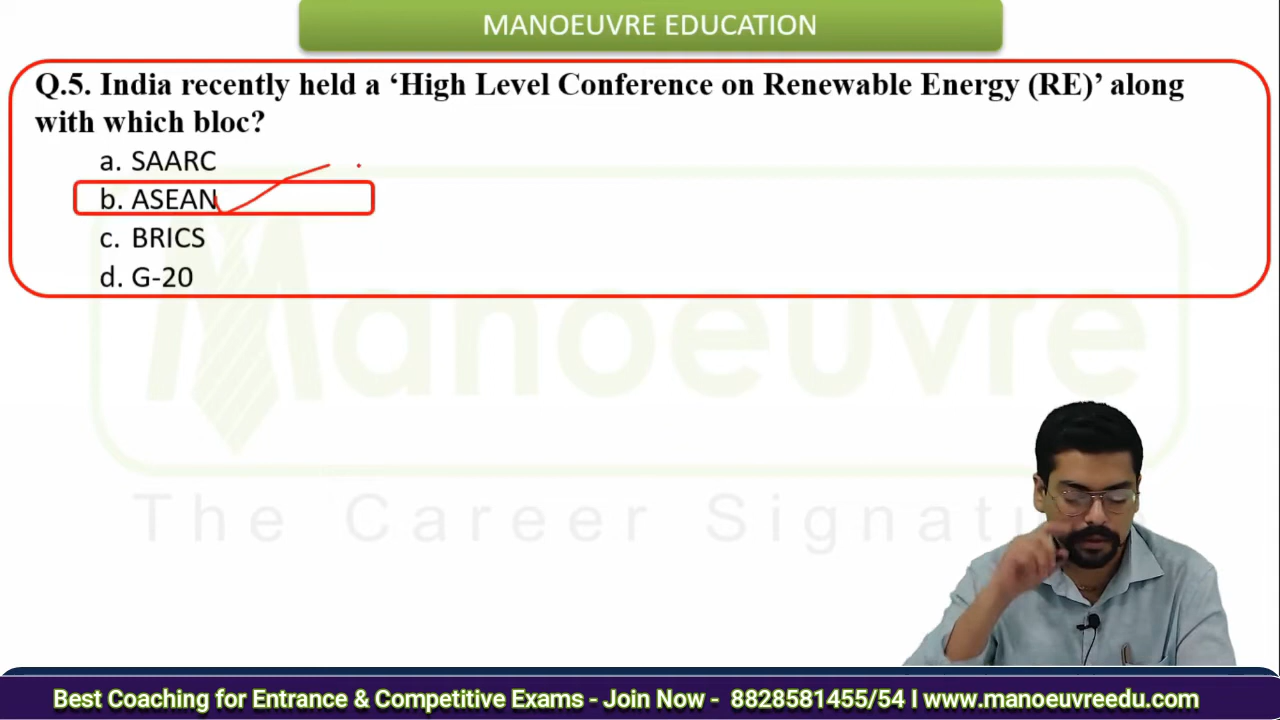 MANOEUVRE EDUCATION
Q.5. India recently held a ‘High Level Conference on Renewable Energy (RE)’ along
with which bloc?
a. SAARC
b. ASEAN
c. BRICS
d. G-20
Manoeuvre
The Career Signatu
Best Coaching for Entrance & Competitive Exams - Join Now - 8828581455/54 I www.manoeuvreedu.com